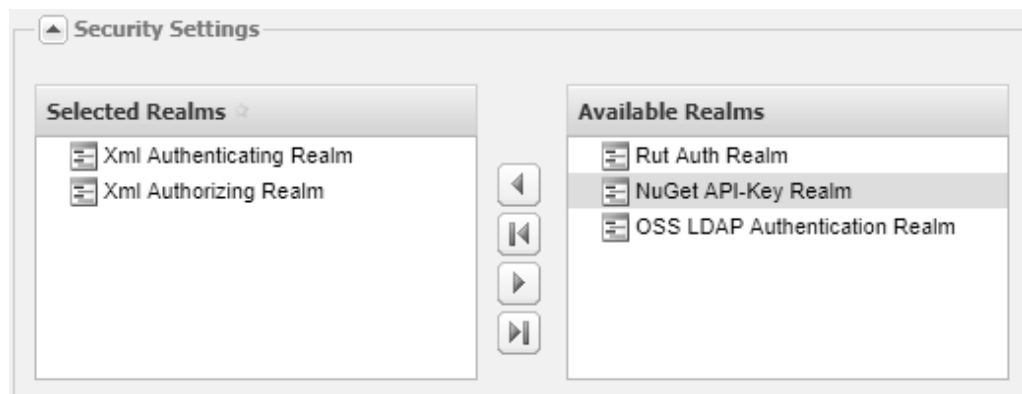 Security Settings
Selected Realms
Xml Authenticating Realm
Xml Authorizing Realm
Available Realms
Rut Auth Realm
NuGet API-Key Realm
OSS LDAP Authentication Realm